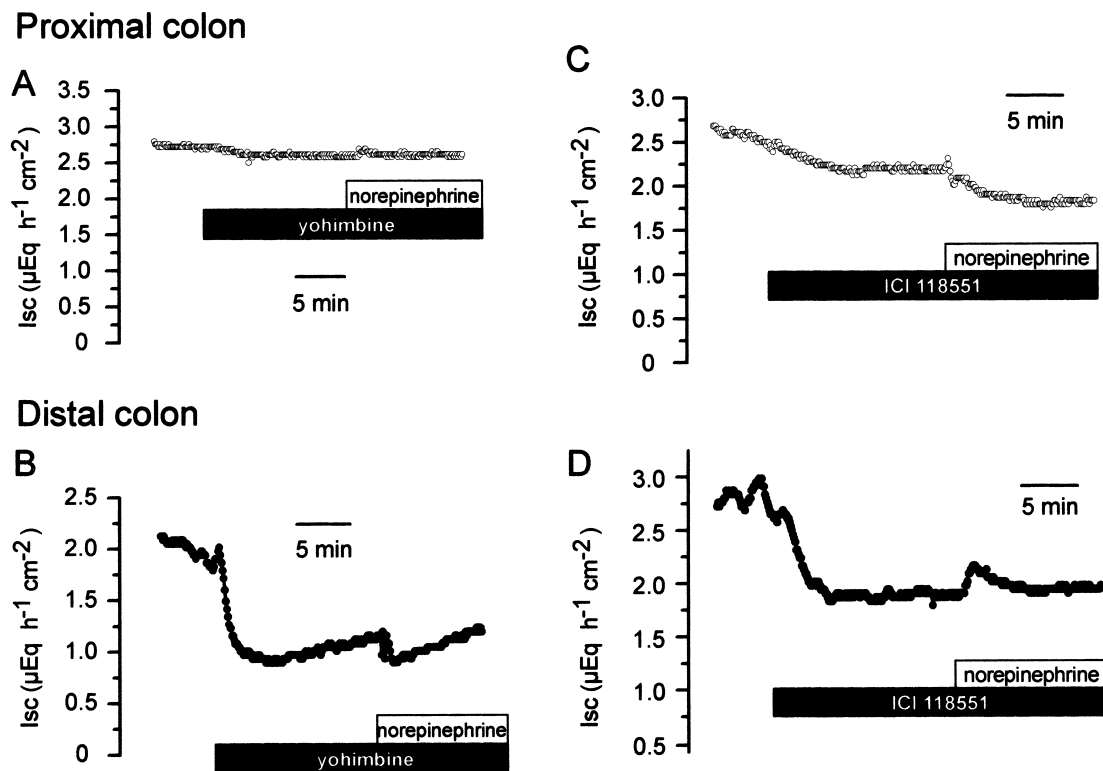 Proximal colon
A
Isc (µEq h⁻¹ cm⁻²)
3.5
3.0
2.5
2.0
1.5
1.0
0.5
0
norepinephrine
yohimbine
5 min
C
Isc (µEq h⁻¹ cm⁻²)
3.0
2.5
2.0
1.5
1.0
0.5
0
5 min
norepinephrine
ICI 118551
Distal colon
B
Isc (µEq h⁻¹ cm⁻²)
2.5
2.0
1.5
1.0
0.5
0
5 min
norepinephrine
yohimbine
D
Isc (µEq h⁻¹ cm⁻²)
3.0
2.5
2.0
1.5
1.0
0.5
5 min
norepinephrine
ICI 118551